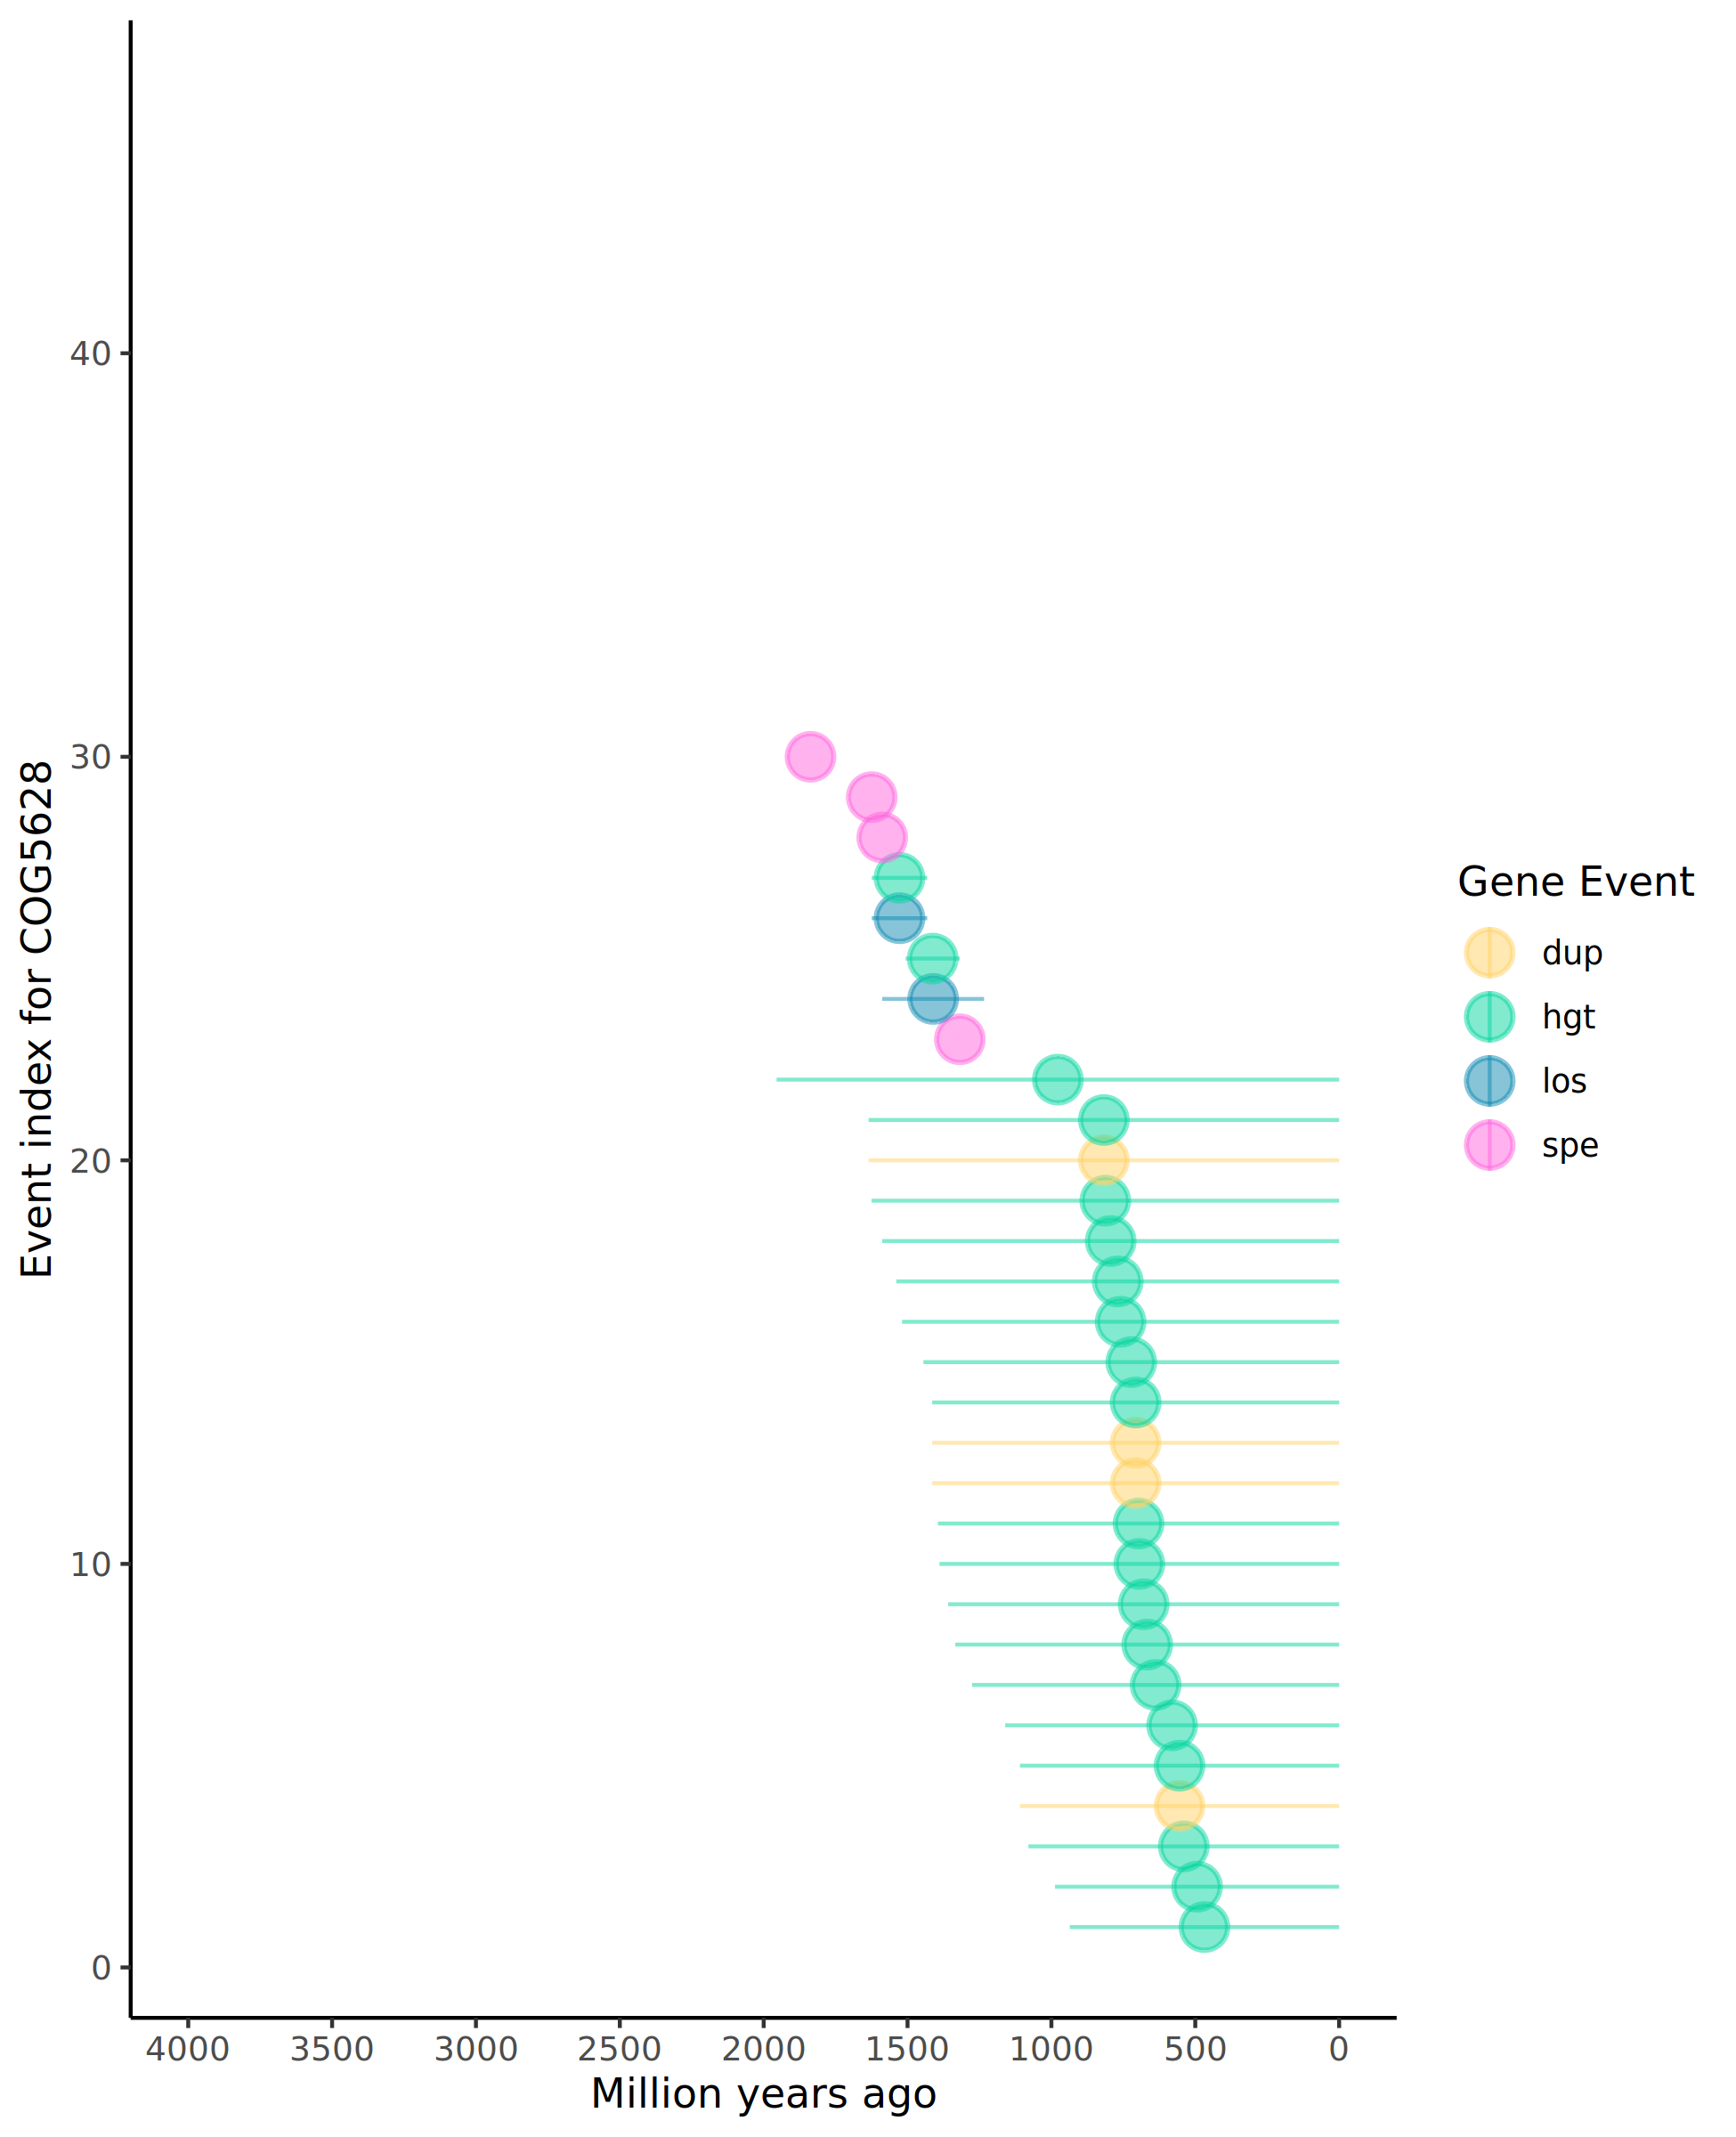 Event index for COG5628
40
30
20
10
0
4000 3500 3000 2500 2000 1500 1000 500 0
Million years ago
Gene Event
dup
hgt
los
spe